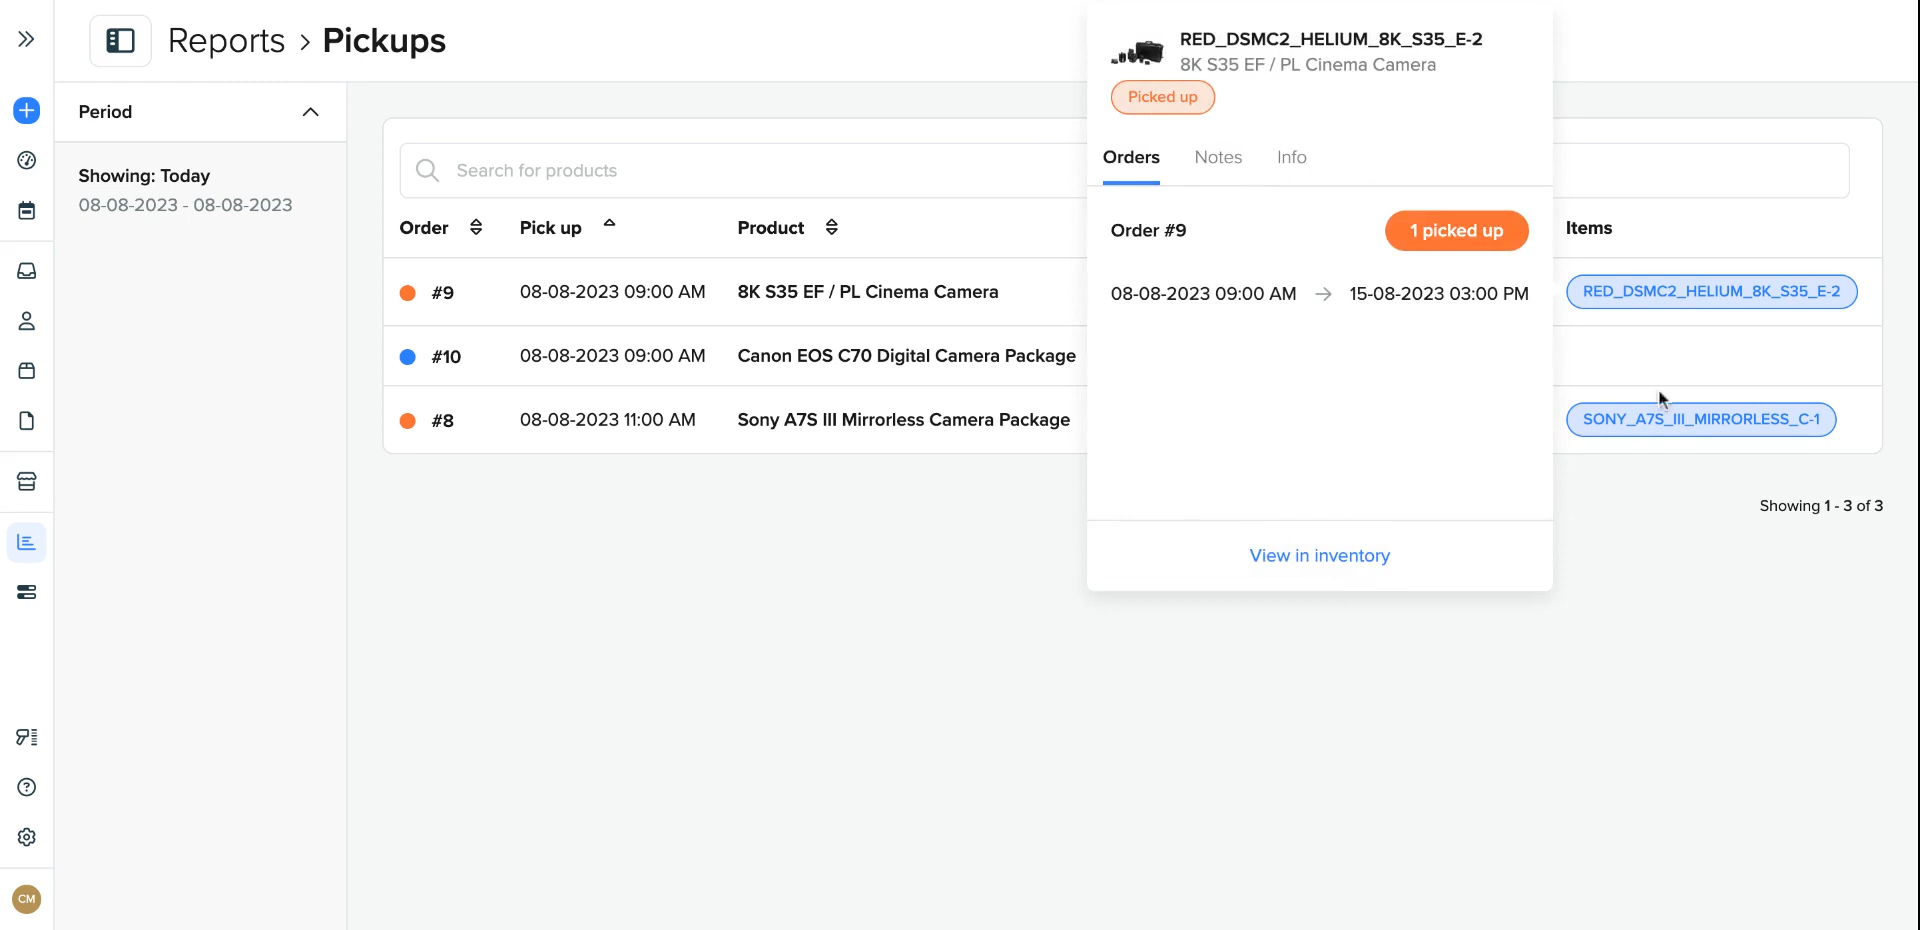 Reports > Pickups
Period
Showing: Today
08-08-2023 - 08-08-2023
Search for products
Order Pick up Product Items
#9 08-08-2023 09:00 AM 8K S35 EF / PL Cinema Camera RED_DSMC2_HELIUM_8K_S35_E-2
#10 08-08-2023 09:00 AM Canon EOS C70 Digital Camera Package
#8 08-08-2023 11:00 AM Sony A7S III Mirrorless Camera Package SONY_A7S_III_MIRRORLESS_C-1
Showing 1 - 3 of 3
RED_DSMC2_HELIUM_8K_S35_E-2
8K S35 EF / PL Cinema Camera
Picked up
Orders Notes Info
Order #9 1 picked up
08-08-2023 09:00 AM → 15-08-2023 03:00 PM
View in inventory
CM